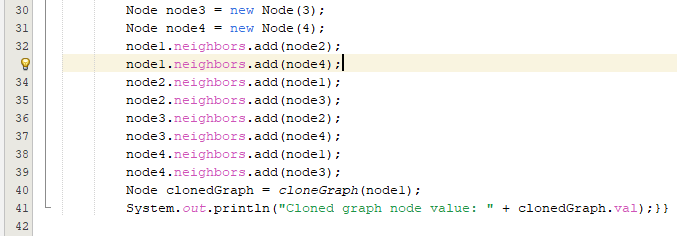 30 Node node3 = new Node(3);
31 Node node4 = new Node(4);
32 node1.neighbors.add(node2);
node1.neighbors.add(node4);
34 node2.neighbors.add(node1);
35 node2.neighbors.add(node3);
36 node3.neighbors.add(node2);
37 node3.neighbors.add(node4);
38 node4.neighbors.add(node1);
39 node4.neighbors.add(node3);
40 Node clonedGraph = cloneGraph(node1);
41 System.out.println("Cloned graph node value: " + clonedGraph.val);}}
42